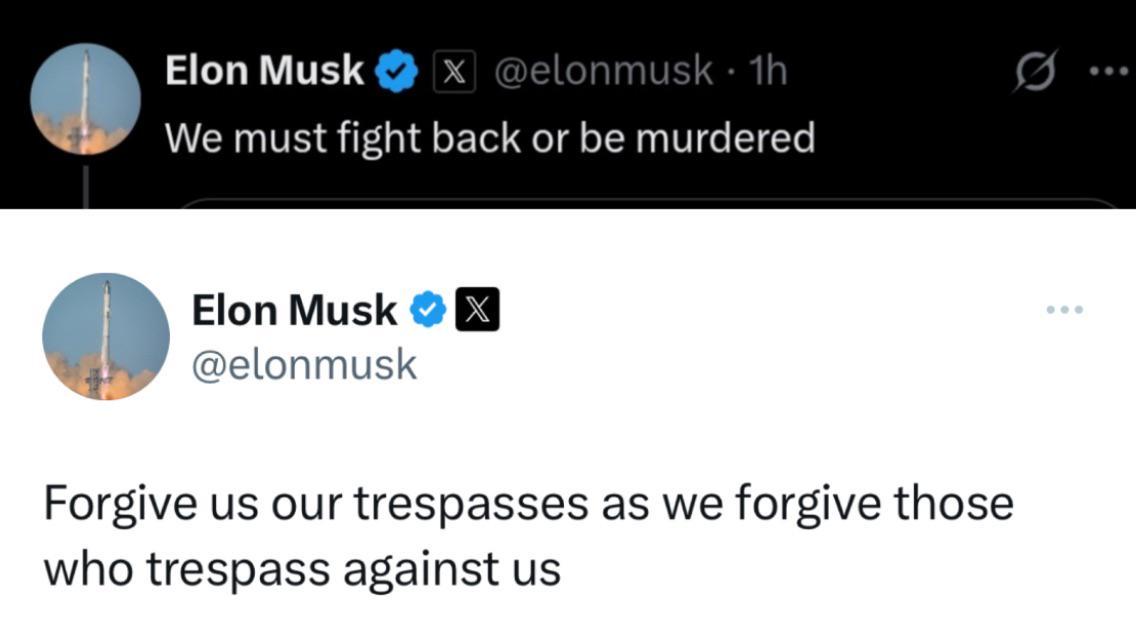 Elon Musk X @elonmusk · 1h
We must fight back or be murdered
Elon Musk X
@elonmusk
Forgive us our trespasses as we forgive those
who trespass against us